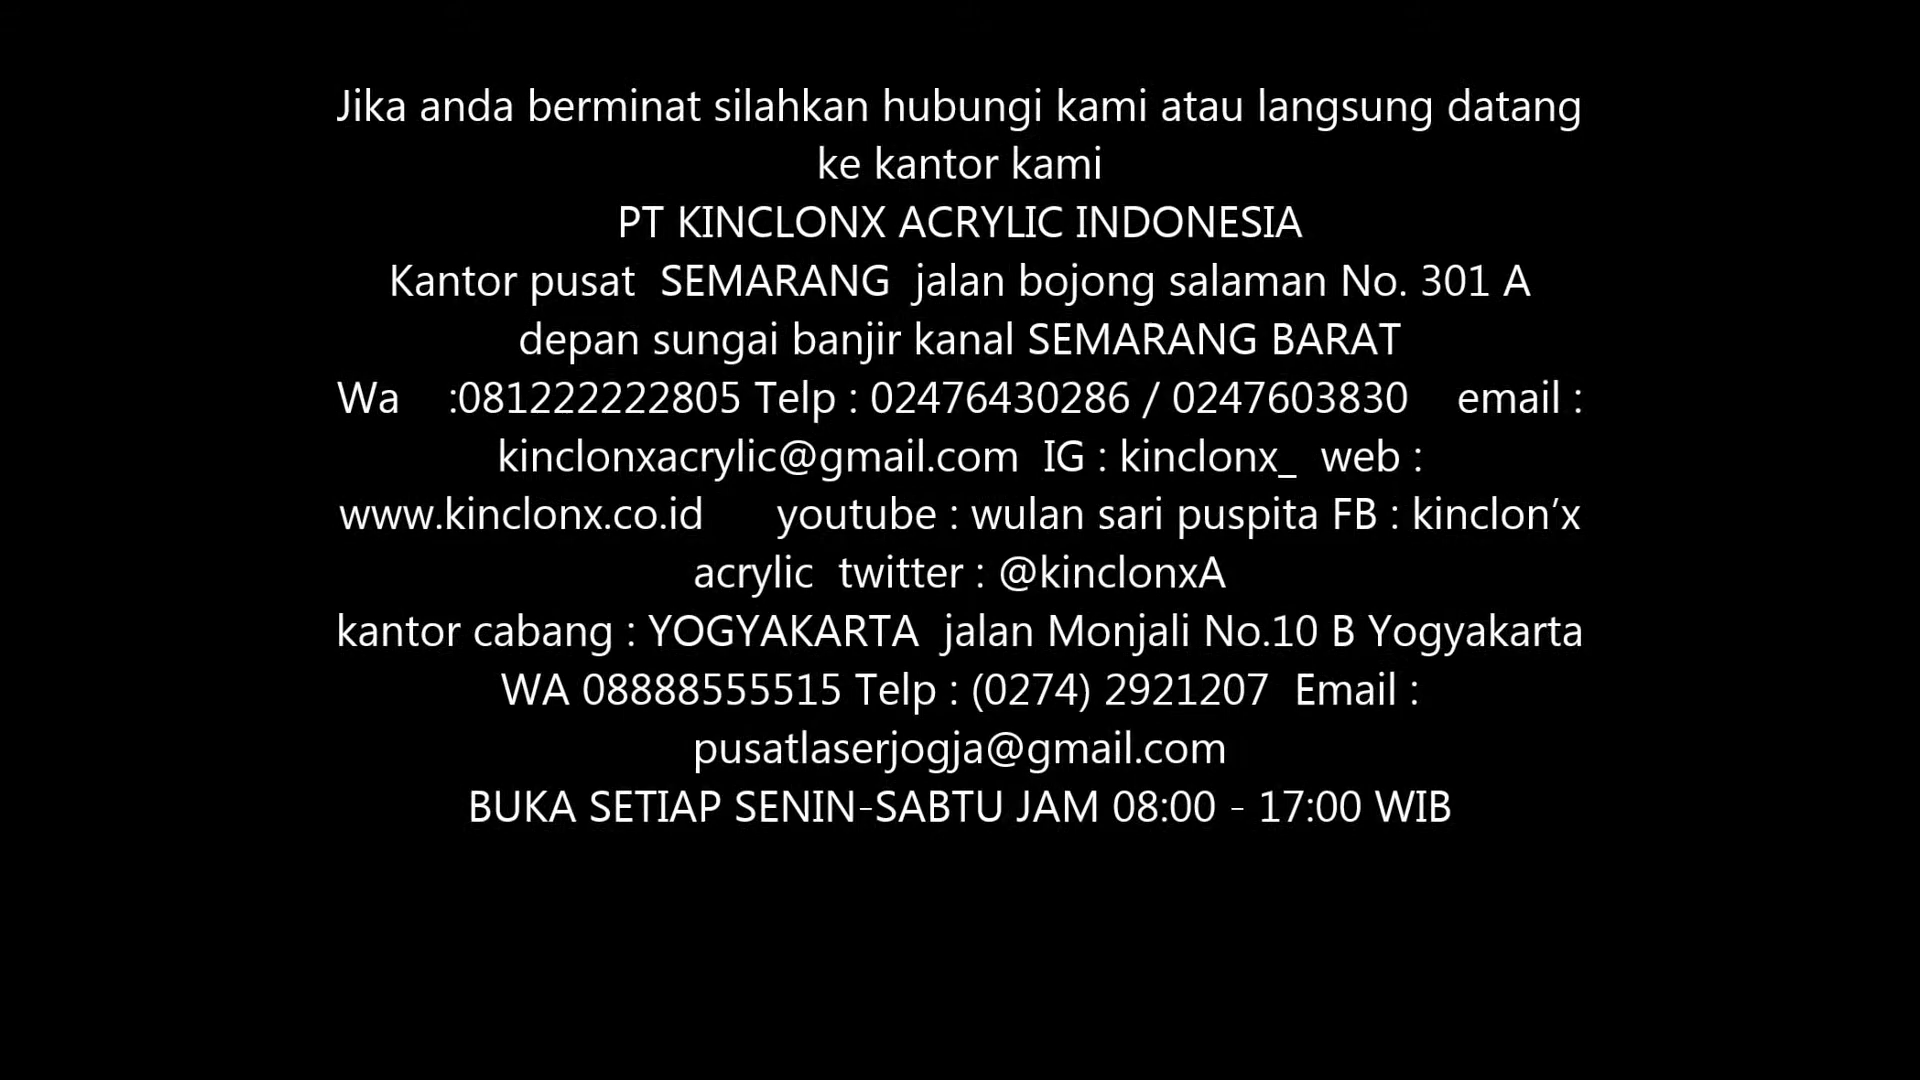 Jika anda berminat silahkan hubungi kami atau langsung datang
ke kantor kami
PT KINCLONX ACRYLIC INDONESIA
Kantor pusat  SEMARANG  jalan bojong salaman No. 301 A
depan sungai banjir kanal SEMARANG BARAT
Wa    :081222222805 Telp : 02476430286 / 0247603830    email :
kinclonxacrylic@gmail.com  IG : kinclonx_  web :
www.kinclonx.co.id      youtube : wulan sari puspita FB : kinclon’x
acrylic  twitter : @kinclonxA
kantor cabang : YOGYAKARTA  jalan Monjali No.10 B Yogyakarta
WA 08888555515 Telp : (0274) 2921207  Email :
pusatlaserjogja@gmail.com
BUKA SETIAP SENIN-SABTU JAM 08:00 - 17:00 WIB